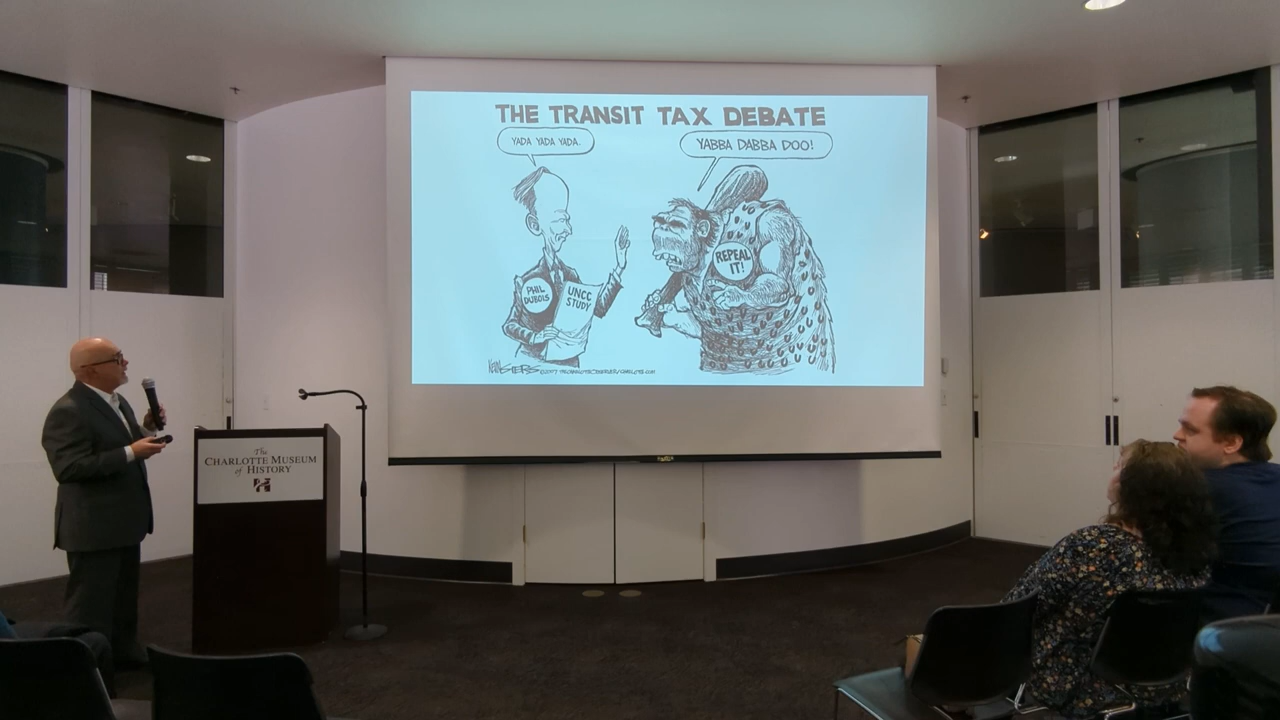 THE TRANSIT TAX DEBATE
YADA YADA YADA.
YABBA DABBA DOO!
REPEAL
IT!
PHIL
DUBOIS
UNCC
STUDY
The
CHARLOTTE MUSEUM
of HISTORY